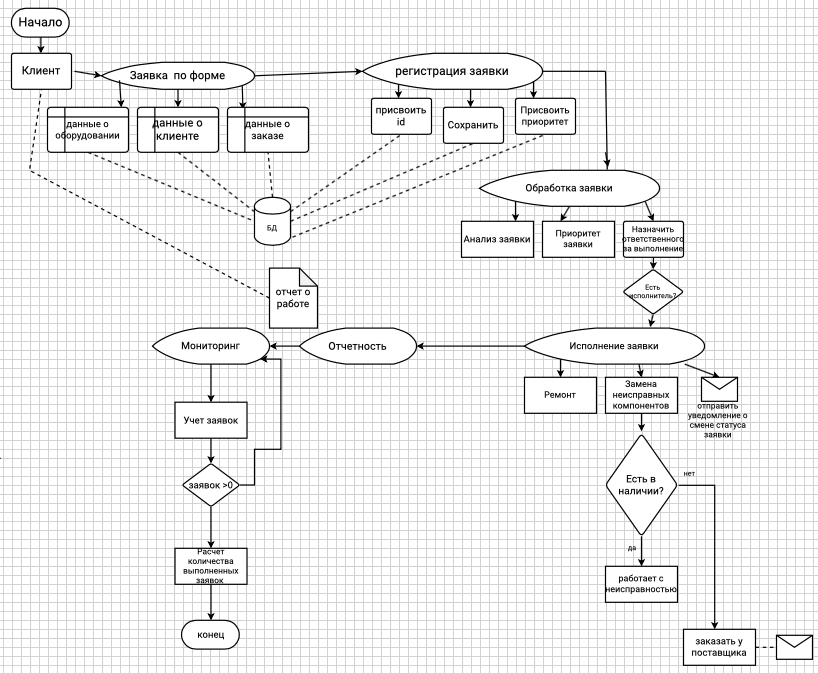 Начало
Клиент
Заявка по форме
регистрация заявки
данные о
оборудовании
данные о
клиенте
данные о
заказе
присвоить
id
Сохранить
Присвоить
приоритет
БД
Обработка заявки
Анализ заявки
Приоритет
заявки
Назначить
ответственного
за выполнение
Есть
исполнитель?
отчет о
работе
Мониторинг
Отчетность
Исполнение заявки
Ремонт
Замена
неисправных
компонентов
отправить
уведомление о
смене статуса
заявки
Учет заявок
заявок >0
Есть в
наличии?
нет
да
Расчет
количества
выполненных
заявок
работает с
неисправностью
конец
заказать у
поставщика